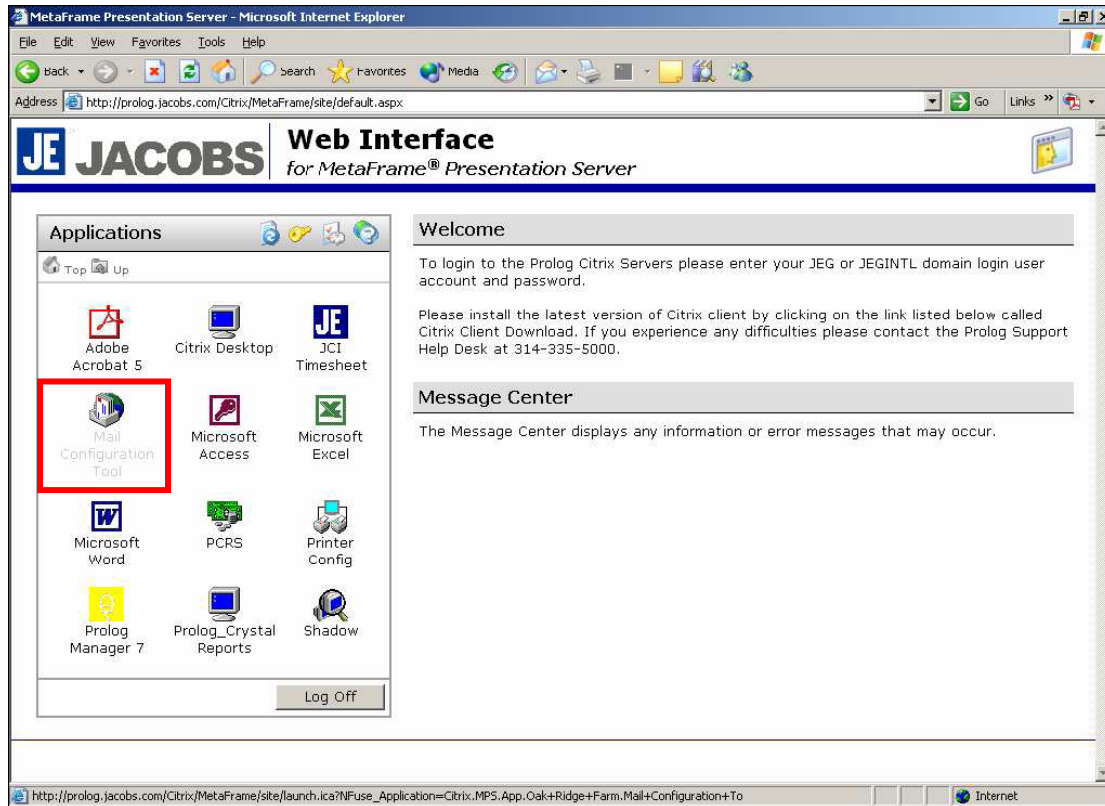 MetaFrame Presentation Server - Microsoft Internet Explorer
File Edit View Favorites Tools Help
Back Search Favorites Media
Address http://prolog.jacobs.com/Citrix/MetaFrame/site/default.aspx Go Links »
JE JACOBS
Web Interface
for MetaFrame® Presentation Server
Applications
Top Up
Adobe Acrobat 5
Citrix Desktop
JE
JCI Timesheet
Mail Configuration Tool
Microsoft Access
Microsoft Excel
W
Microsoft Word
PCRS
Printer Config
Prolog Manager 7
Prolog_Crystal Reports
Shadow
Log Off
Welcome
To login to the Prolog Citrix Servers please enter your JEG or JEGINTL domain login user
account and password.
Please install the latest version of Citrix client by clicking on the link listed below called
Citrix Client Download. If you experience any difficulties please contact the Prolog Support
Help Desk at 314-335-5000.
Message Center
The Message Center displays any information or error messages that may occur.
http://prolog.jacobs.com/Citrix/MetaFrame/site/launch.ica?NFuse_Application=Citrix.MPS.App.Oak+Ridge+Farm.Mail+Configuration+To Internet